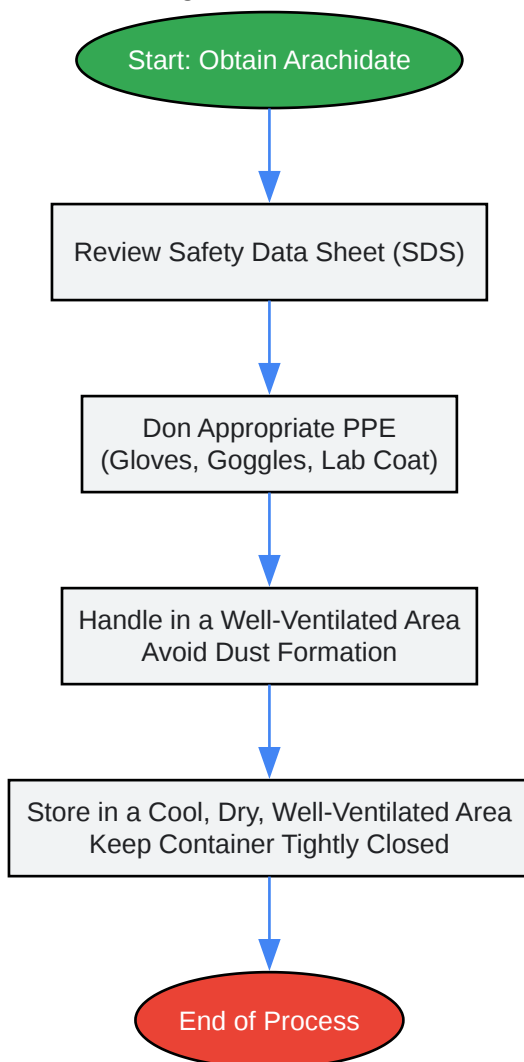 Start: Obtain Arachidate
Review Safety Data Sheet (SDS)
Don Appropriate PPE
(Gloves, Goggles, Lab Coat)
Handle in a Well-Ventilated Area
Avoid Dust Formation
Store in a Cool, Dry, Well-Ventilated Area
Keep Container Tightly Closed
End of Process